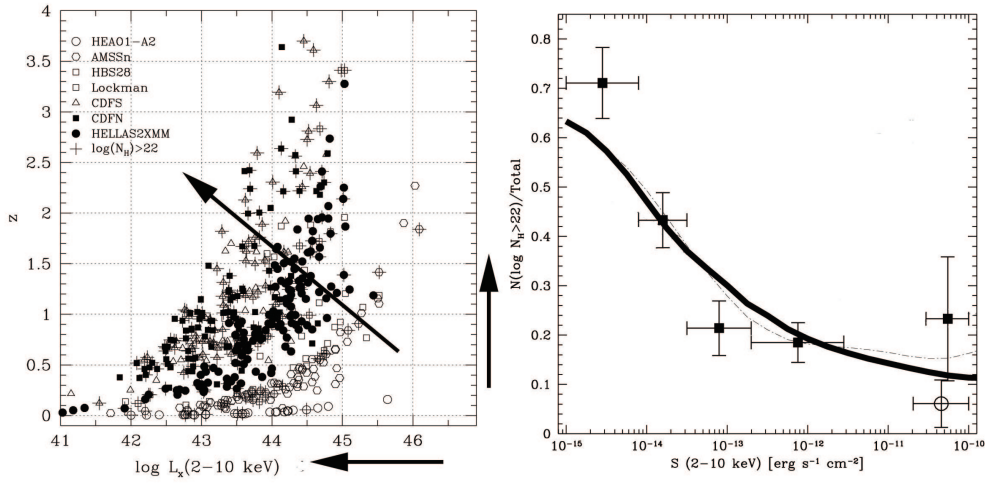 4
3.5
3
2.5
2
1.5
1
0.5
0
z
HEAO1-A2
AMSSn
HBS28
Lockman
CDFS
CDFN
HELLAS2XMM
log(N_H)>22
41 42 43 44 45 46
log L_x(2-10 keV)
0.8
0.7
0.6
0.5
0.4
0.3
0.2
0.1
0
N(log N_H>22)/Total
10⁻¹⁵ 10⁻¹⁴ 10⁻¹³ 10⁻¹² 10⁻¹¹ 10⁻¹⁰
S (2-10 keV) [erg s⁻¹ cm⁻²]